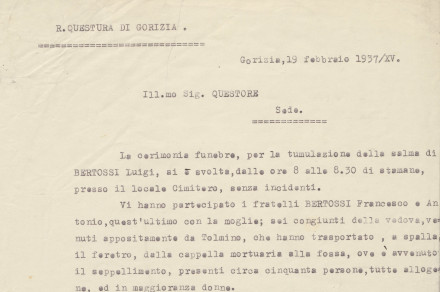 R.QUESTURA DI GORIZIA .
=============================
Gorizia,19 febbraio 1937/XV.
Ill.mo Sig. QUESTORE
Sede.
=============
La cerimonia funebre, per la tumulazione della salma di
BERTOSSI Luigi, si è svolta,dalle ore 8 alle 8.30 di stamane,
presso il locale Cimitero, senza incidenti.
Vi hanno partecipato i fratelli BERTOSSI Francesco e An
tonio,quest'ultimo con la moglie; sei congiunti della vedova,ve=
nuti appositamente da Tolmino, che hanno trasportato , a spalla,
il feretro, dalla cappella mortuaria alla fossa, ove è avvenuto
il seppellimento, presenti circa cinquanta persone,tutte alloge=
ne, ed in maggioranza donne.